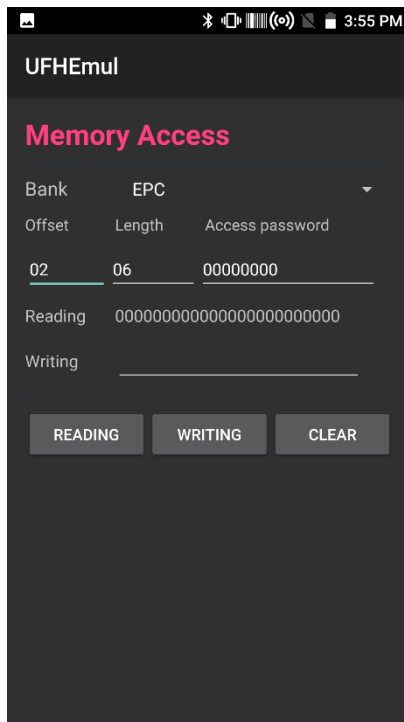 3:55 PM
UFHEmul
Memory Access
Bank EPC
Offset Length Access password
02 06 00000000
Reading 000000000000000000000000
Writing
READING WRITING CLEAR